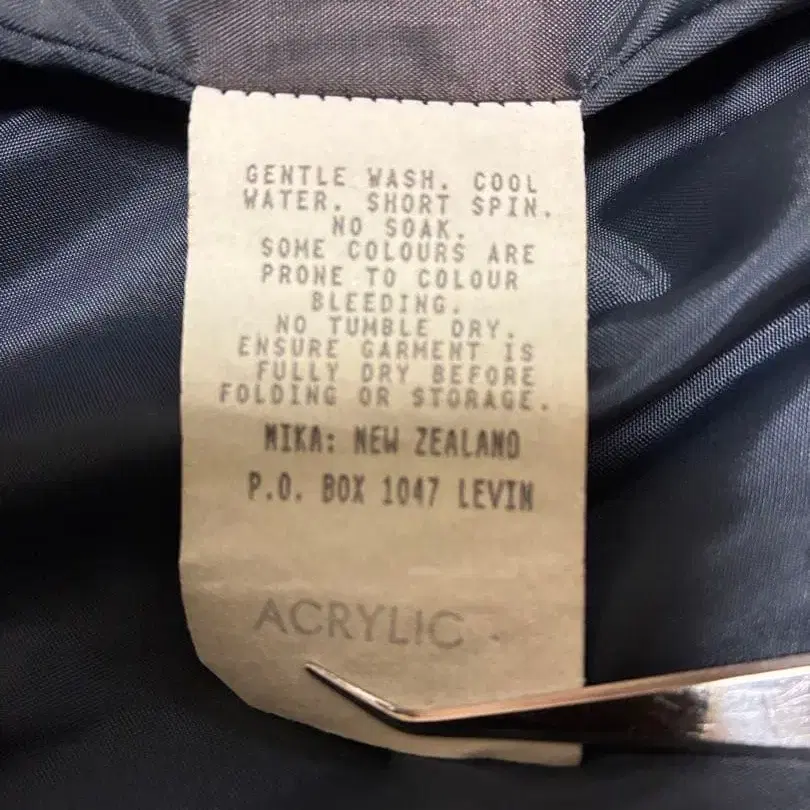 GENTLE WASH. COOL
WATER. SHORT SPIN.
NO SOAK.
SOME COLOURS ARE
PRONE TO COLOUR
BLEEDING.
NO TUMBLE DRY.
ENSURE GARMENT IS
FULLY DRY BEFORE
FOLDING OR STORAGE.
MIKA: NEW ZEALAND
P.O. BOX 1047 LEVIN
ACRYLIC